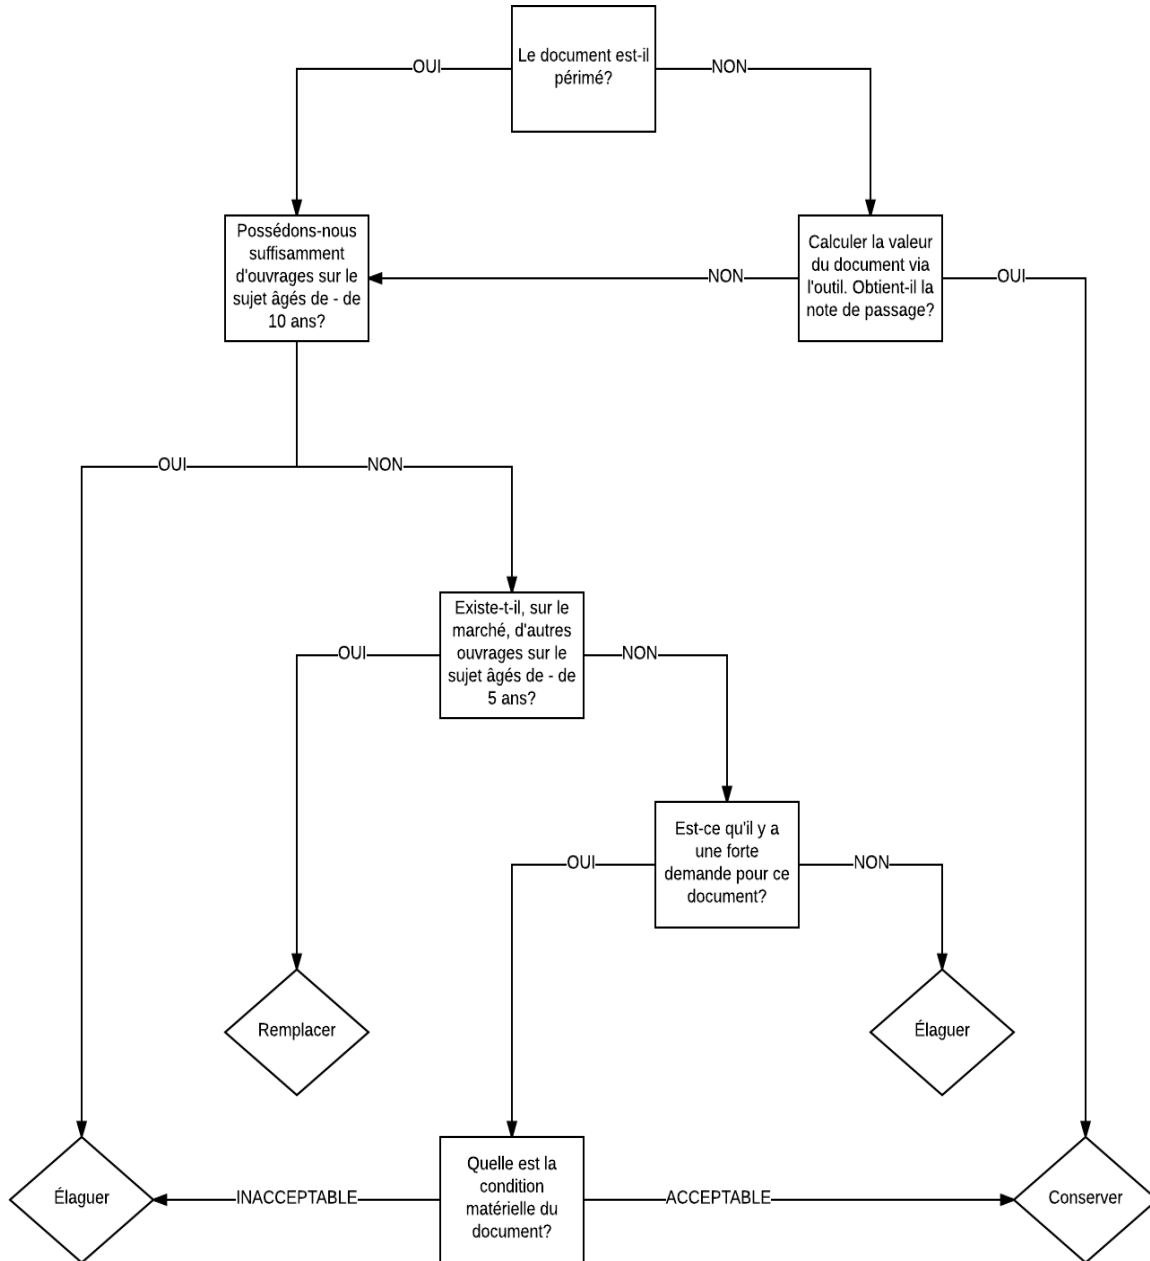 Le document est-il
périmé?
OUI
NON
Possédons-nous
suffisamment
d'ouvrages sur le
sujet âgés de - de
10 ans?
NON
Calculer la valeur
du document via
l'outil. Obtient-il la
note de passage?
OUI
OUI
NON
Existe-t-il, sur le
marché, d'autres
ouvrages sur le
sujet âgés de - de
5 ans?
OUI
NON
Est-ce qu'il y a
une forte
demande pour ce
document?
OUI
NON
Remplacer
Élaguer
Élaguer
INACCEPTABLE
Quelle est la
condition
matérielle du
document?
ACCEPTABLE
Conserver